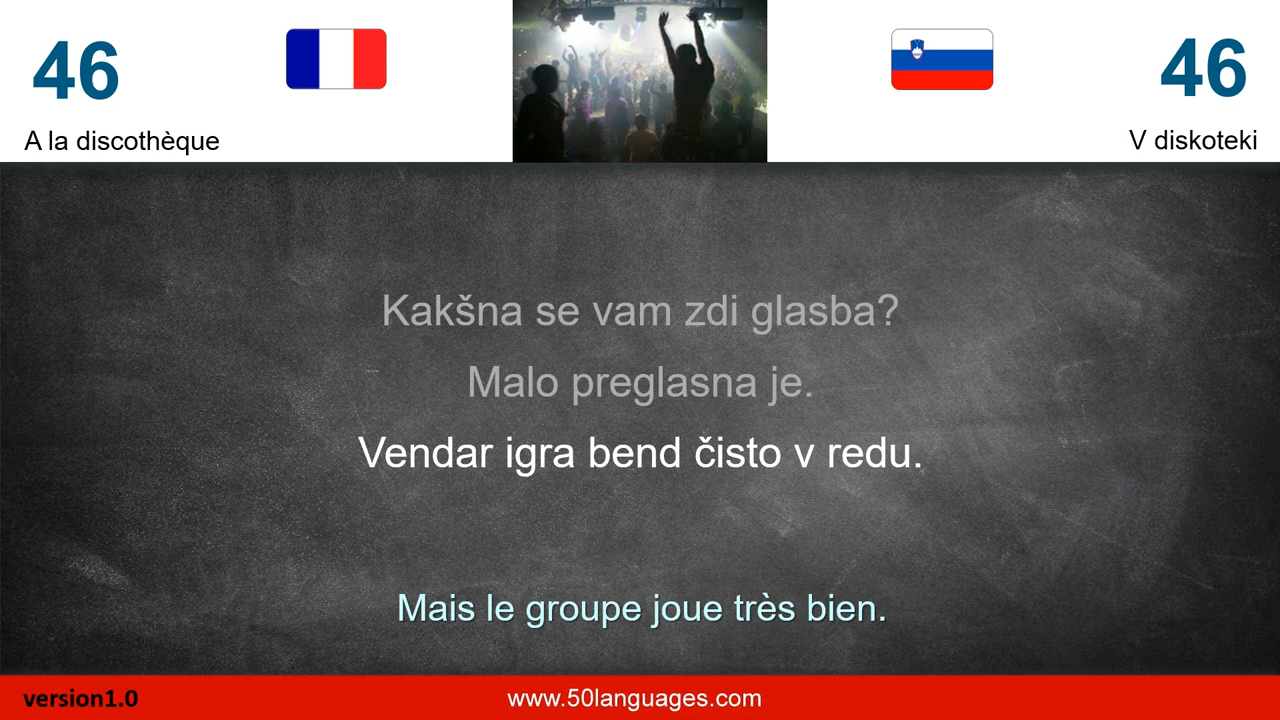 46
A la discothèque
46
V diskoteki
Kakšna se vam zdi glasba?
Malo preglasna je.
Vendar igra bend čisto v redu.
Mais le groupe joue très bien.
version1.0
www.50languages.com